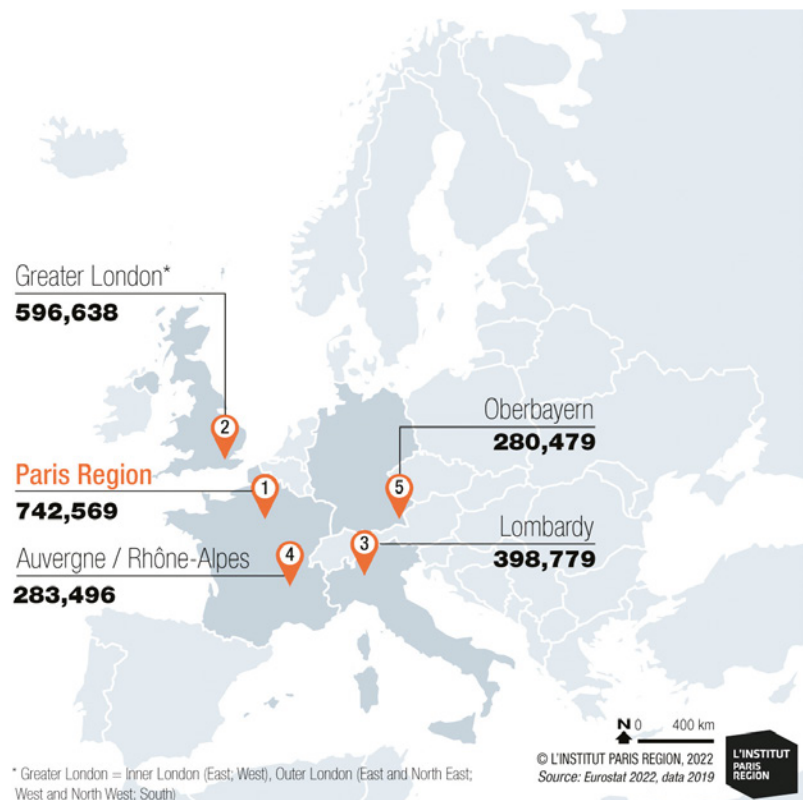 Greater London*
596,638
2
Paris Region
742,569
1
Auvergne / Rhône-Alpes
283,496
4
Oberbayern
280,479
5
Lombardy
398,779
3
N 0 400 km
© L'INSTITUT PARIS REGION, 2022
Source: Eurostat 2022, data 2019
L'INSTITUT
PARIS
REGION
* Greater London = Inner London (East; West), Outer London (East and North East;
West and North West; South)